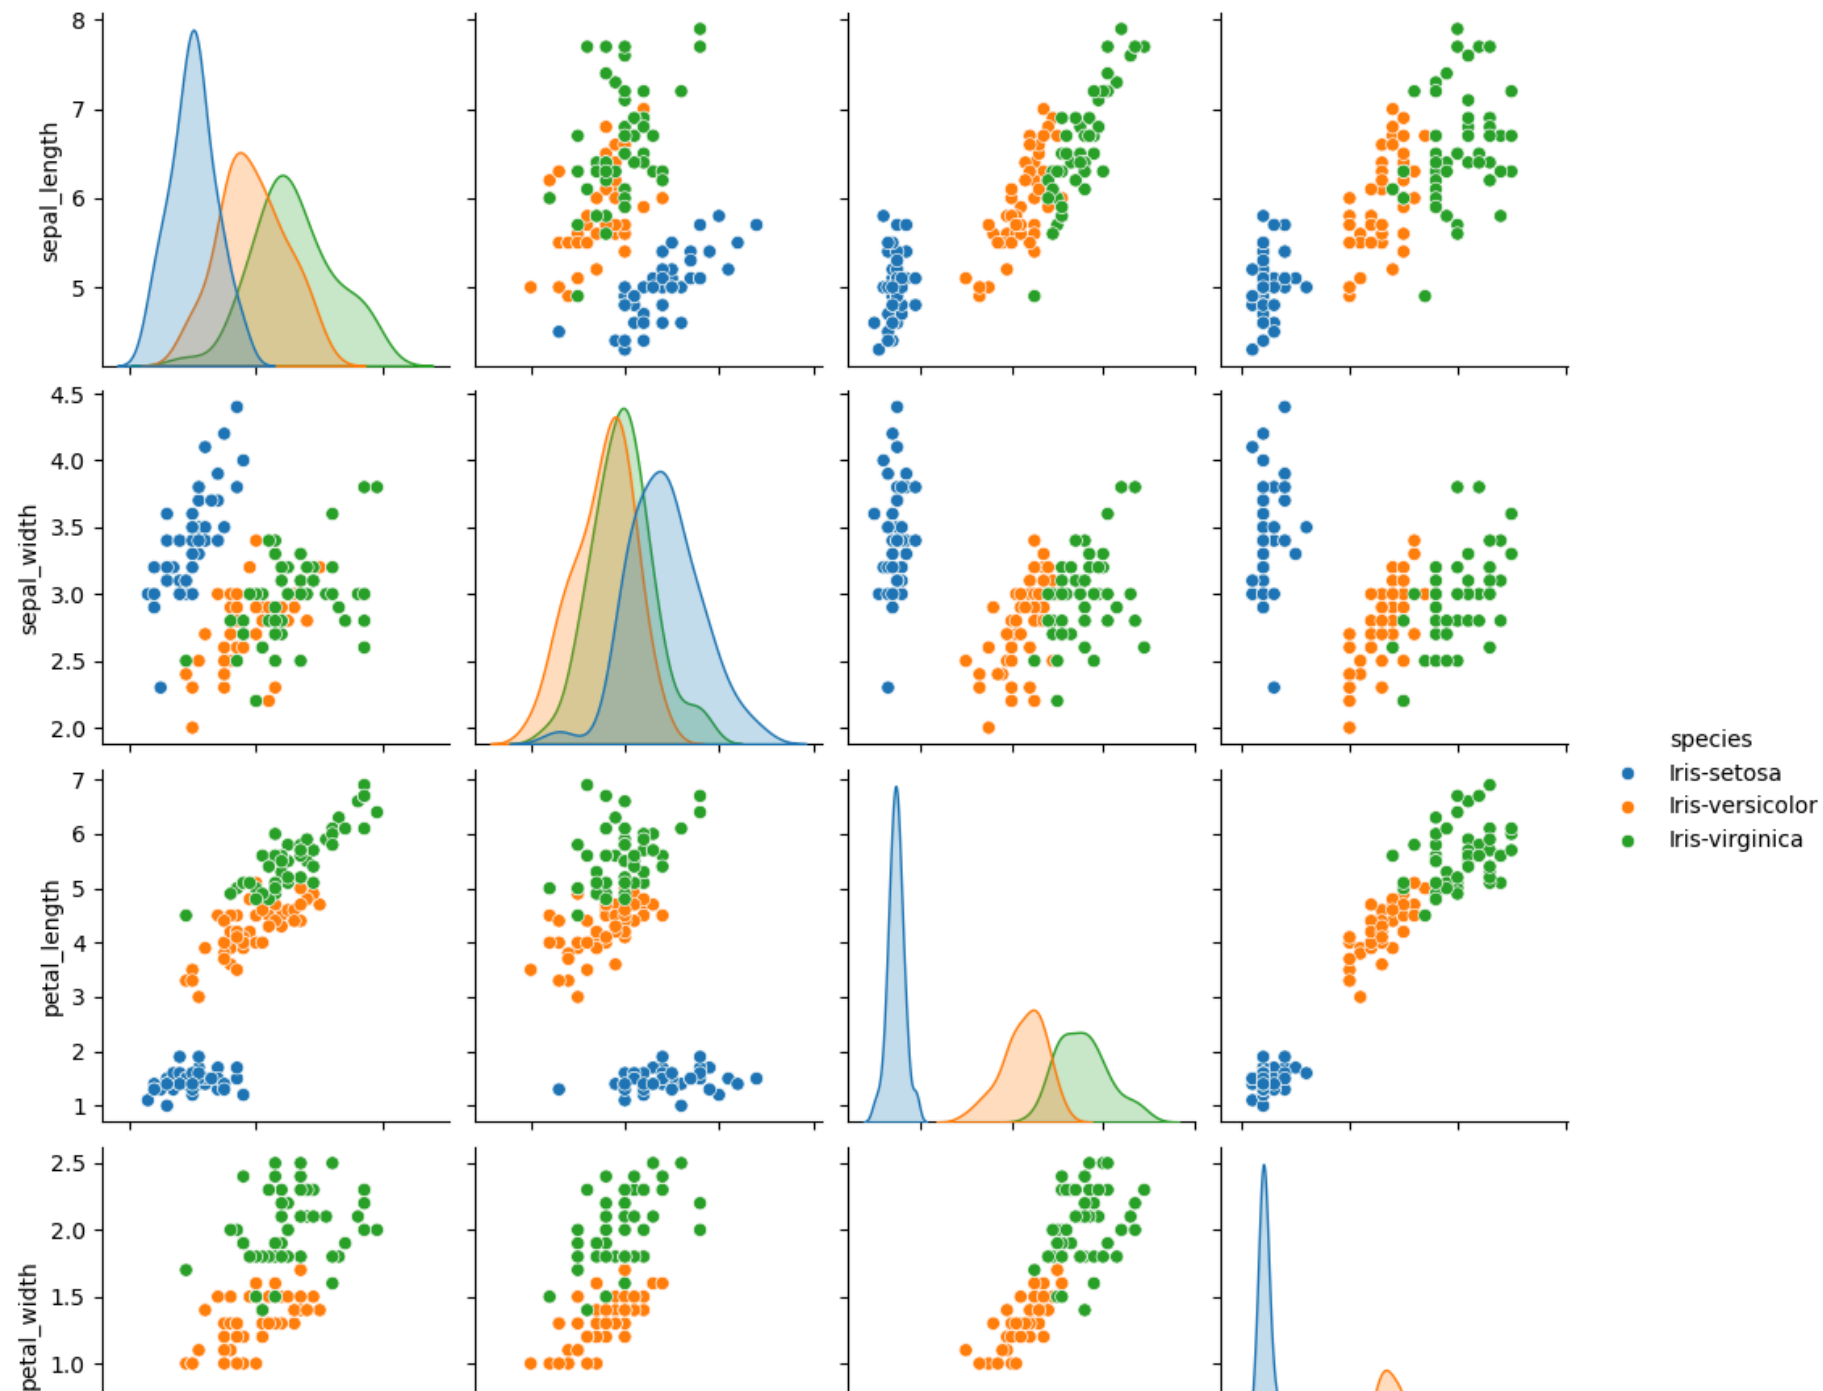 8
7
6
5
sepal_length
4.5
4.0
3.5
3.0
2.5
2.0
sepal_width
species
Iris-setosa
Iris-versicolor
Iris-virginica
7
6
5
4
3
2
1
petal_length
2.5
2.0
1.5
1.0
petal_width